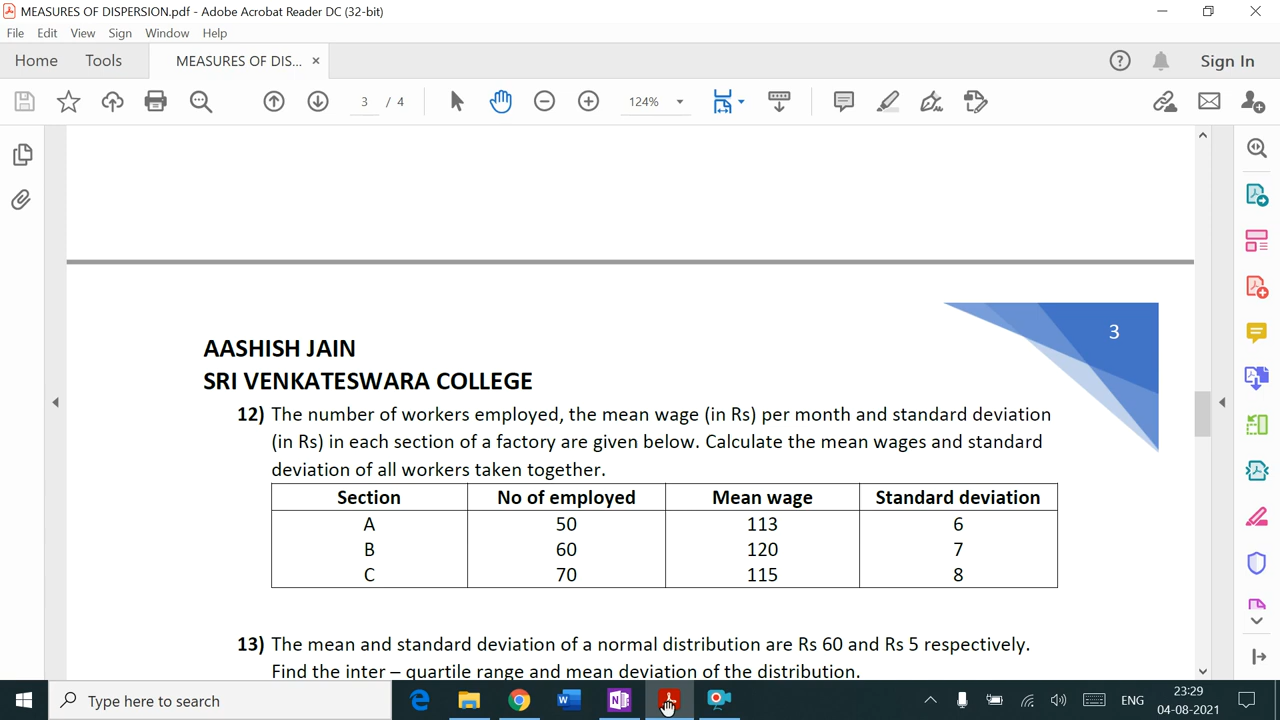 MEASURES OF DISPERSION.pdf - Adobe Acrobat Reader DC (32-bit)
File Edit View Sign Window Help
Home Tools MEASURES OF DIS... × Sign In
3 / 4 124%
3
AASHISH JAIN
SRI VENKATESWARA COLLEGE
12) The number of workers employed, the mean wage (in Rs) per month and standard deviation
(in Rs) in each section of a factory are given below. Calculate the mean wages and standard
deviation of all workers taken together.
Section No of employed Mean wage Standard deviation
A 50 113 6
B 60 120 7
C 70 115 8
13) The mean and standard deviation of a normal distribution are Rs 60 and Rs 5 respectively.
Find the inter – quartile range and mean deviation of the distribution.
Type here to search
ENG
23:29
04-08-2021